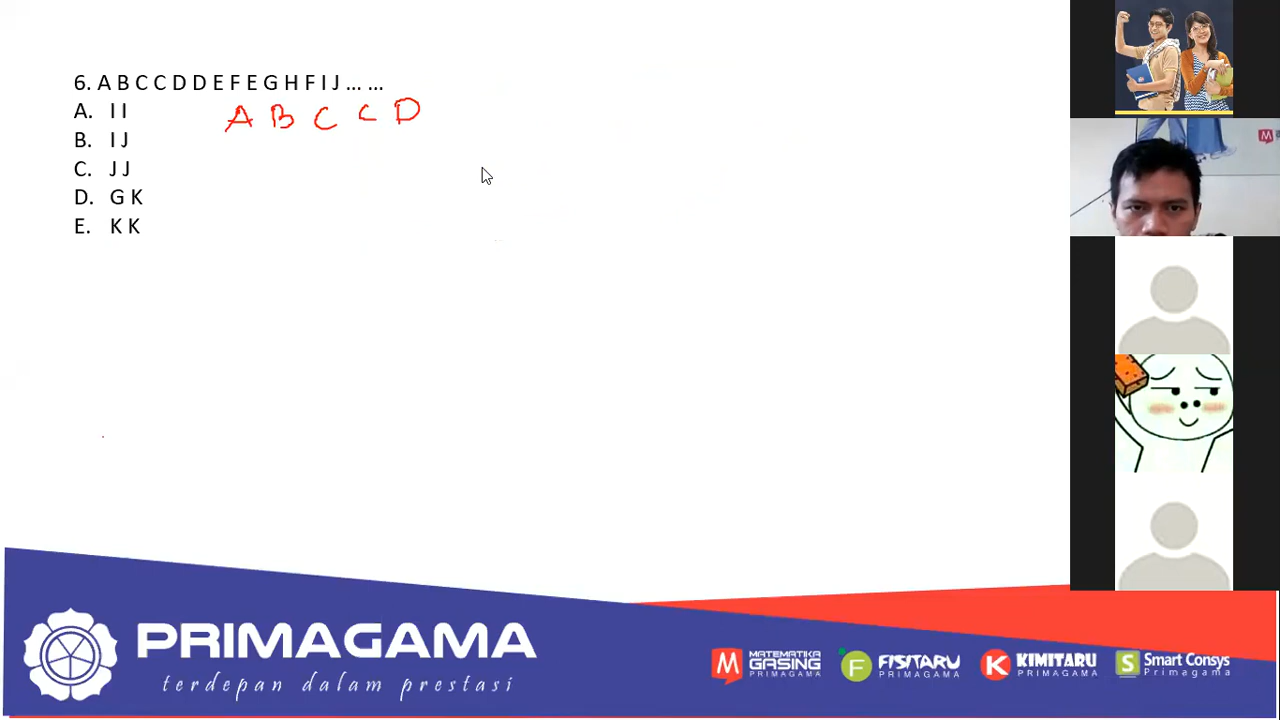 6. A B C C D D E F E G H F I J ... ...
A. I I
A B C C D
B. I J
C. J J
D. G K
E. K K
PRIMAGAMA
terdepan dalam prestasi
M MATEMATIKA GASING PRIMAGAMA
F FISITARU PRIMAGAMA
K KIMITARU PRIMAGAMA
S Smart Consys Primagama